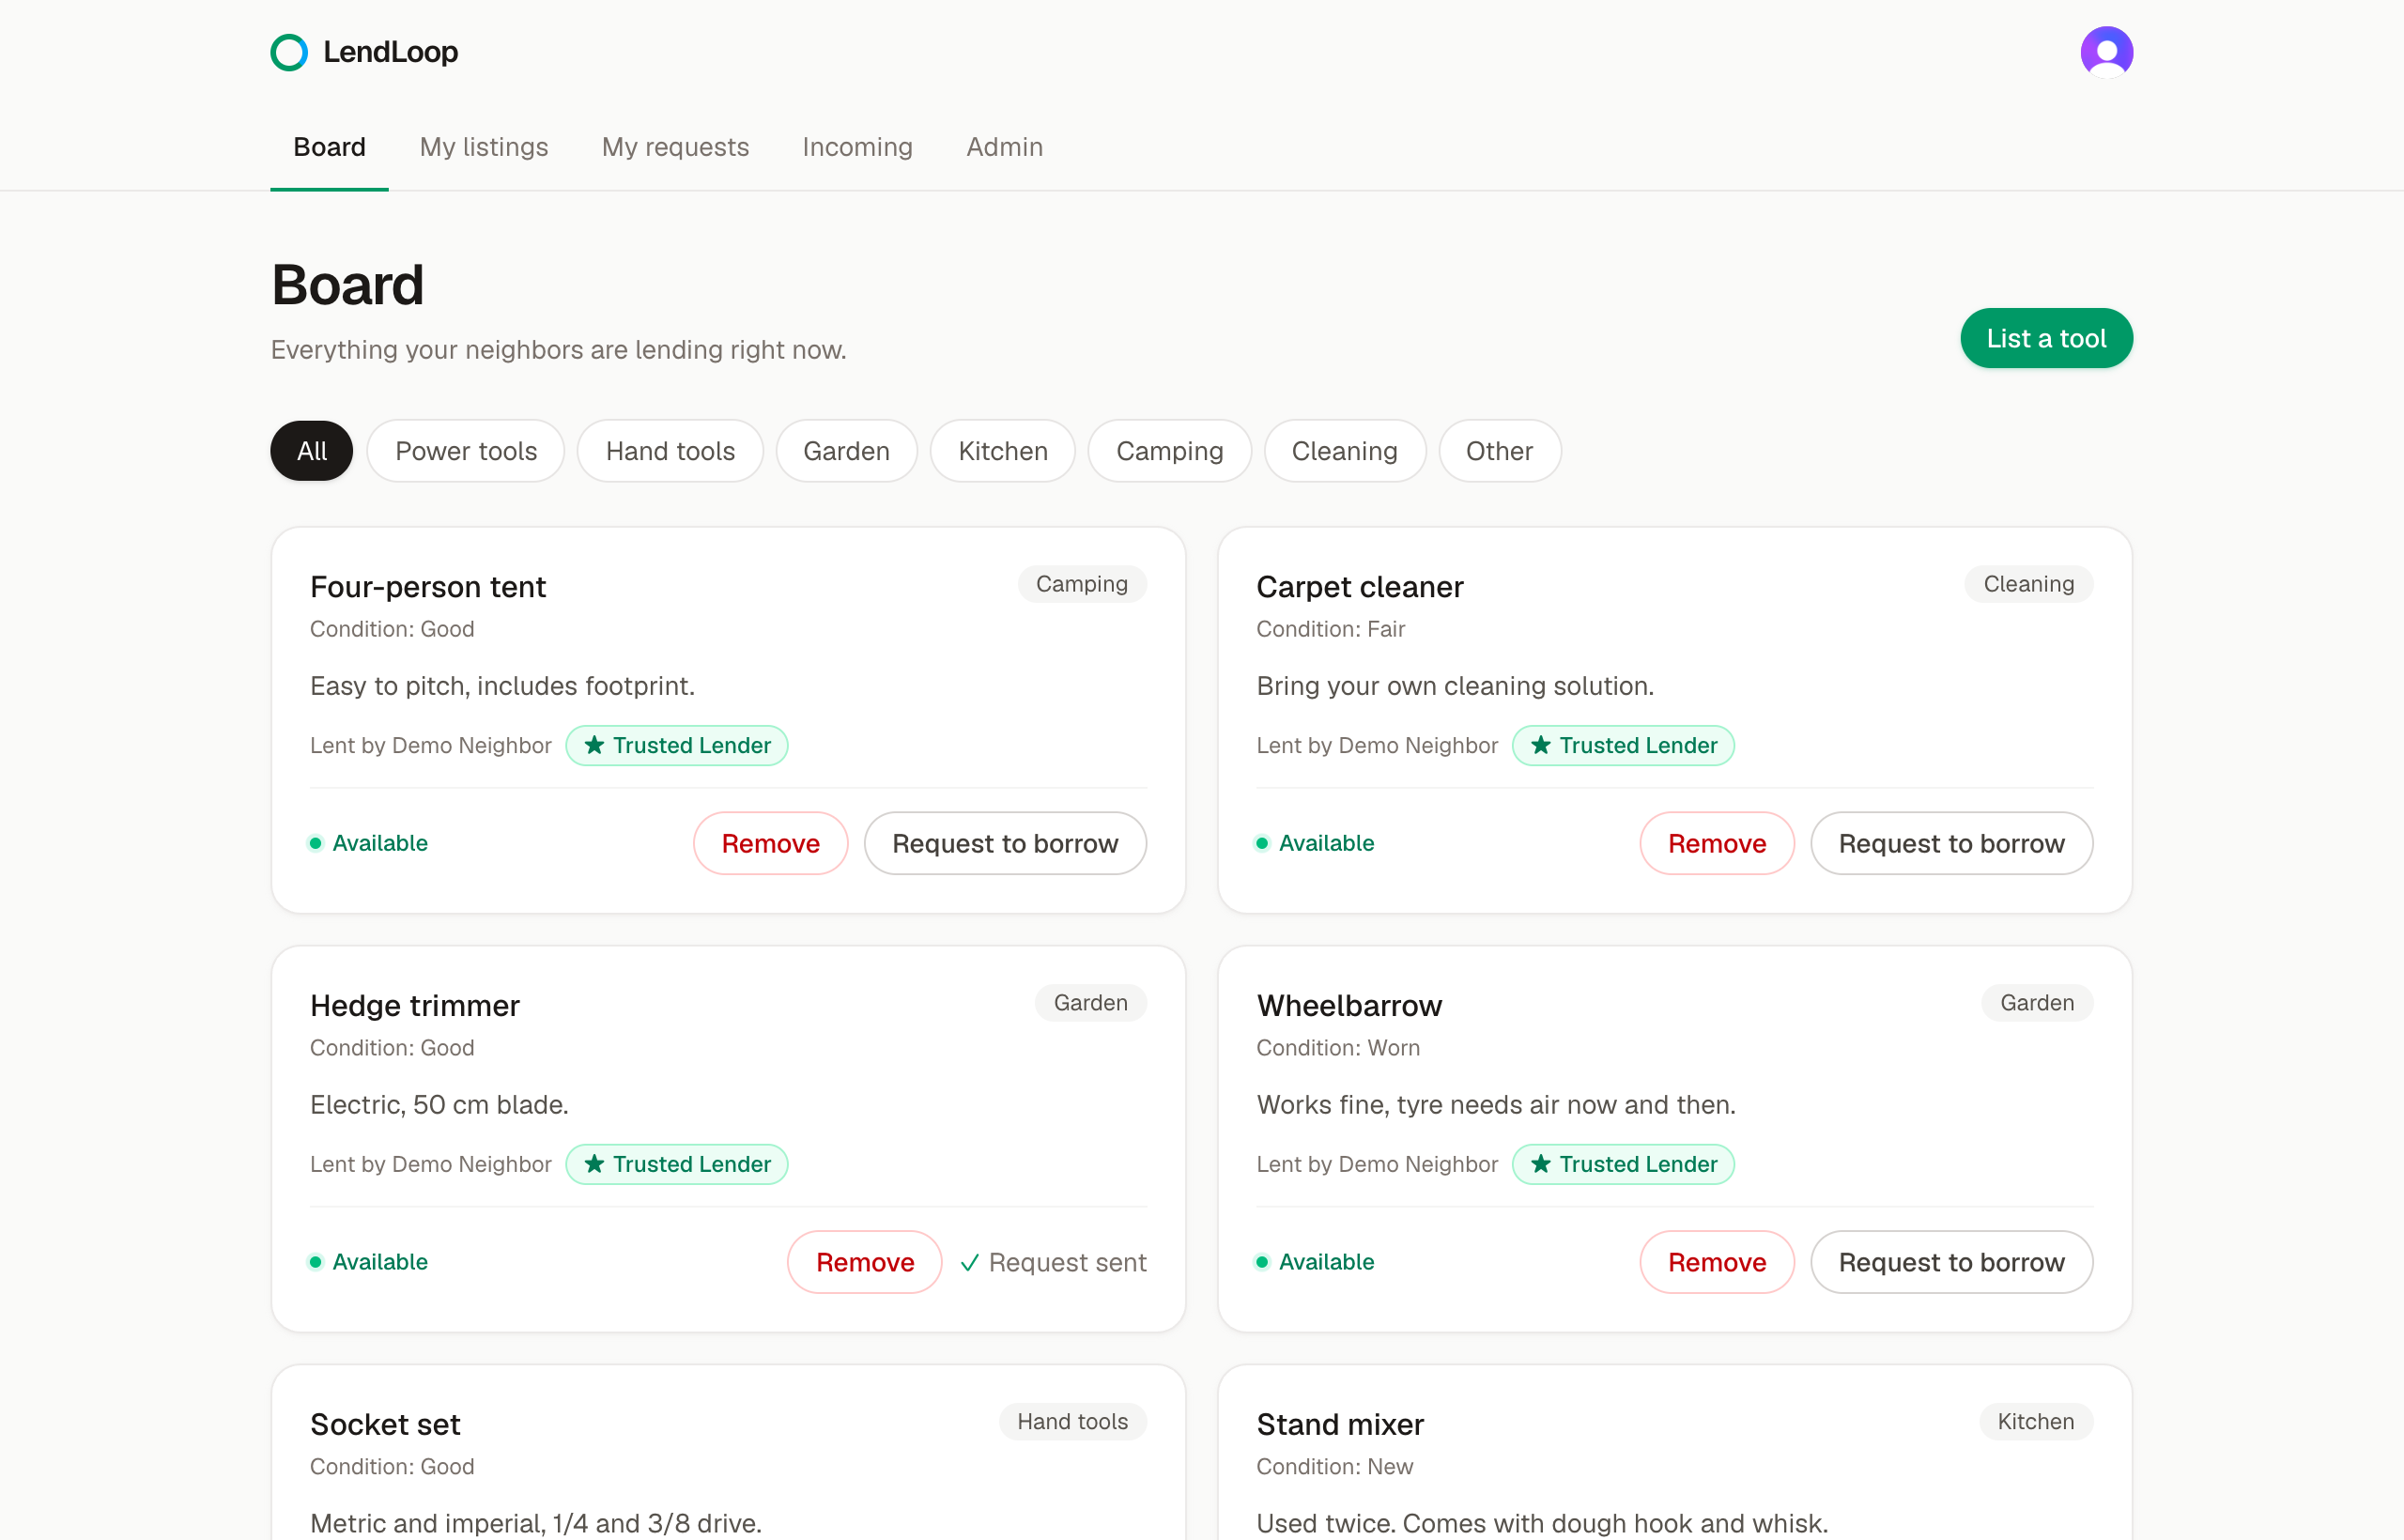 LendLoop
Board My listings My requests Incoming Admin
Board
Everything your neighbors are lending right now.
List a tool
All Power tools Hand tools Garden Kitchen Camping Cleaning Other
Four-person tent Camping
Condition: Good
Easy to pitch, includes footprint.
Lent by Demo Neighbor ★ Trusted Lender
Available Remove Request to borrow
Carpet cleaner Cleaning
Condition: Fair
Bring your own cleaning solution.
Lent by Demo Neighbor ★ Trusted Lender
Available Remove Request to borrow
Hedge trimmer Garden
Condition: Good
Electric, 50 cm blade.
Lent by Demo Neighbor ★ Trusted Lender
Available Remove ✓ Request sent
Wheelbarrow Garden
Condition: Worn
Works fine, tyre needs air now and then.
Lent by Demo Neighbor ★ Trusted Lender
Available Remove Request to borrow
Socket set Hand tools
Condition: Good
Metric and imperial, 1/4 and 3/8 drive.
Stand mixer Kitchen
Condition: New
Used twice. Comes with dough hook and whisk.